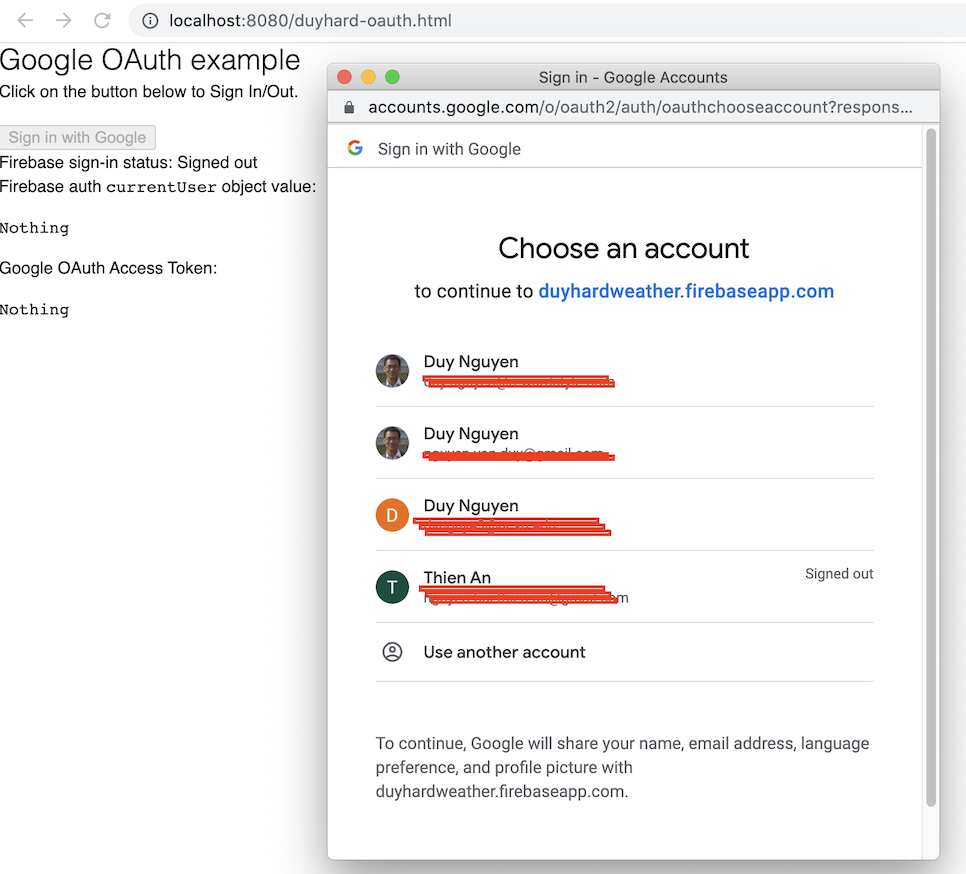 localhost:8080/duyhard-oauth.html
Google OAuth example
Click on the button below to Sign In/Out.
Sign in with Google
Firebase sign-in status: Signed out
Firebase auth currentUser object value:
Nothing
Google OAuth Access Token:
Nothing
Sign in - Google Accounts
accounts.google.com/o/oauth2/auth/oauthchooseaccount?respons...
Sign in with Google
Choose an account
to continue to duyhardweather.firebaseapp.com
Duy Nguyen
Duy Nguyen
D
Duy Nguyen
T
Thien An
Signed out
Use another account
To continue, Google will share your name, email address, language
preference, and profile picture with
duyhardweather.firebaseapp.com.